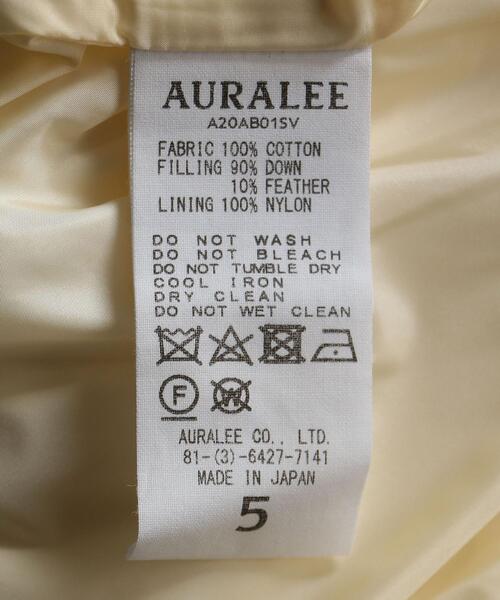 AURALEE
A20AB01SV
FABRIC 100% COTTON
FILLING 90% DOWN
10% FEATHER
LINING 100% NYLON
DO NOT WASH
DO NOT BLEACH
DO NOT TUMBLE DRY
COOL IRON
DRY CLEAN
DO NOT WET CLEAN
F W
AURALEE CO., LTD.
81-(3)-6427-7141
MADE IN JAPAN
5